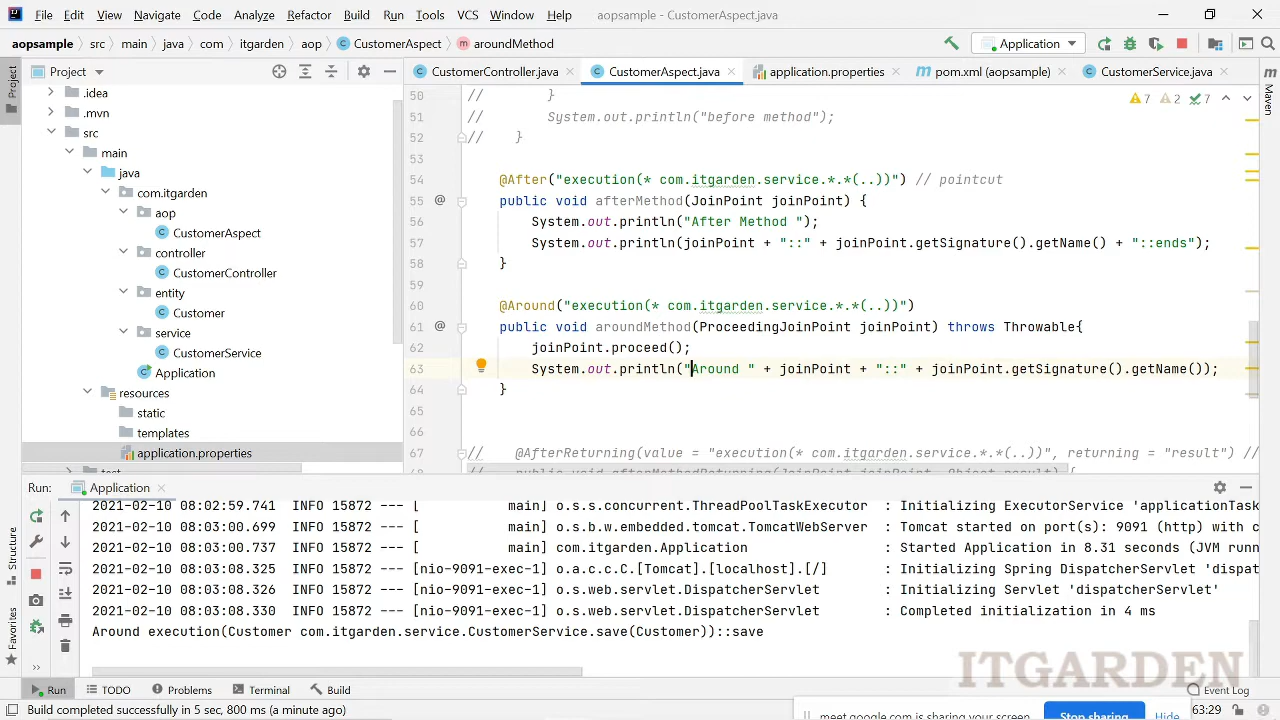 File Edit View Navigate Code Analyze Refactor Build Run Tools VCS Window Help aopsample - CustomerAspect.java
aopsample src main java com itgarden aop CustomerAspect aroundMethod Application
Project CustomerController.java CustomerAspect.java application.properties pom.xml (aopsample) CustomerService.java
Project
Maven
7 2 7
.idea
.mvn
src
main
java
com.itgarden
aop
CustomerAspect
controller
CustomerController
entity
Customer
service
CustomerService
Application
resources
static
templates
application.properties
50 // }
51 // System.out.println("before method");
52 // }
53
54 @After("execution(* com.itgarden.service.*.*(..))") // pointcut
55 public void afterMethod(JoinPoint joinPoint) {
56 System.out.println("After Method ");
57 System.out.println(joinPoint + "::" + joinPoint.getSignature().getName() + "::ends");
58 }
59
60 @Around("execution(* com.itgarden.service.*.*(..))")
61 public void aroundMethod(ProceedingJoinPoint joinPoint) throws Throwable{
62 joinPoint.proceed();
63 System.out.println("Around " + joinPoint + "::" + joinPoint.getSignature().getName());
64 }
65
66
67 // @AfterReturning(value = "execution(* com.itgarden.service.*.*(..))", returning = "result") //
// public void afterMethodReturning(JoinPoint joinPoint, Object result) {
Run: Application
2021-02-10 08:02:59.741 INFO 15872 --- [ main] o.s.s.concurrent.ThreadPoolTaskExecutor : Initializing ExecutorService 'applicationTask
2021-02-10 08:03:00.699 INFO 15872 --- [ main] o.s.b.w.embedded.tomcat.TomcatWebServer : Tomcat started on port(s): 9091 (http) with c
2021-02-10 08:03:00.737 INFO 15872 --- [ main] com.itgarden.Application : Started Application in 8.31 seconds (JVM runn
2021-02-10 08:03:08.325 INFO 15872 --- [nio-9091-exec-1] o.a.c.c.C.[Tomcat].[localhost].[/] : Initializing Spring DispatcherServlet 'dispat
2021-02-10 08:03:08.326 INFO 15872 --- [nio-9091-exec-1] o.s.web.servlet.DispatcherServlet : Initializing Servlet 'dispatcherServlet'
2021-02-10 08:03:08.330 INFO 15872 --- [nio-9091-exec-1] o.s.web.servlet.DispatcherServlet : Completed initialization in 4 ms
Around execution(Customer com.itgarden.service.CustomerService.save(Customer))::save
Structure
Favorites
ITGARDEN
Run TODO Problems Terminal Build Event Log
Build completed successfully in 5 sec, 800 ms (a minute ago) meet.google.com is sharing your screen. Stop sharing Hide 63:29